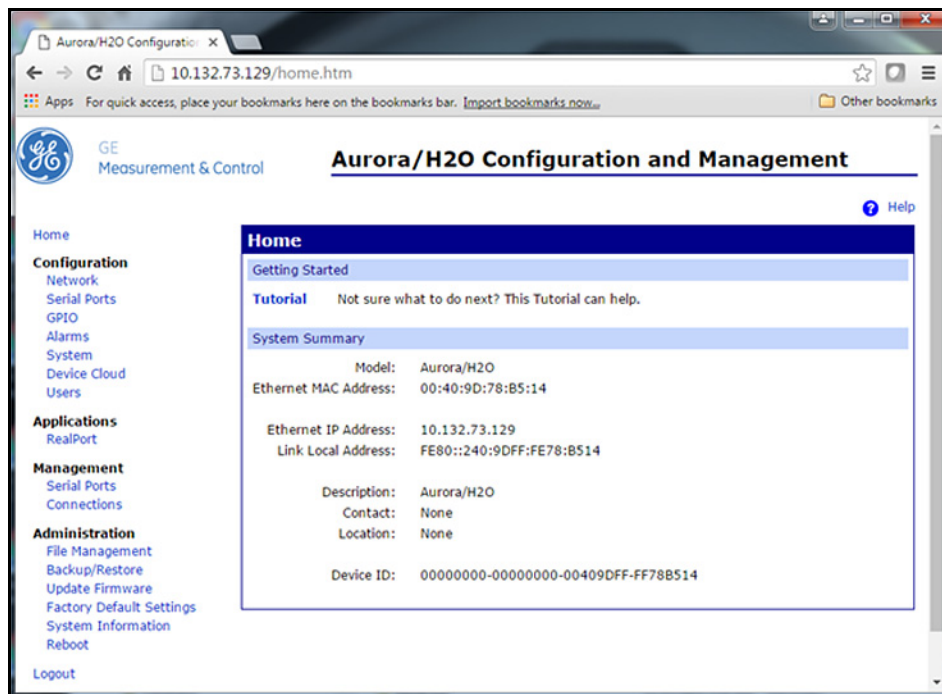 Aurora/H2O Configuratio
10.132.73.129/home.htm
Apps For quick access, place your bookmarks here on the bookmarks bar. Import bookmarks now... Other bookmarks
GE
Measurement & Control
Aurora/H2O Configuration and Management
Help
Home
Configuration
Network
Serial Ports
GPIO
Alarms
System
Device Cloud
Users
Applications
RealPort
Management
Serial Ports
Connections
Administration
File Management
Backup/Restore
Update Firmware
Factory Default Settings
System Information
Reboot
Logout
Home
Getting Started
Tutorial Not sure what to do next? This Tutorial can help.
System Summary
Model: Aurora/H2O
Ethernet MAC Address: 00:40:9D:78:B5:14
Ethernet IP Address: 10.132.73.129
Link Local Address: FE80::240:9DFF:FE78:B514
Description: Aurora/H2O
Contact: None
Location: None
Device ID: 00000000-00000000-00409DFF-FF78B514